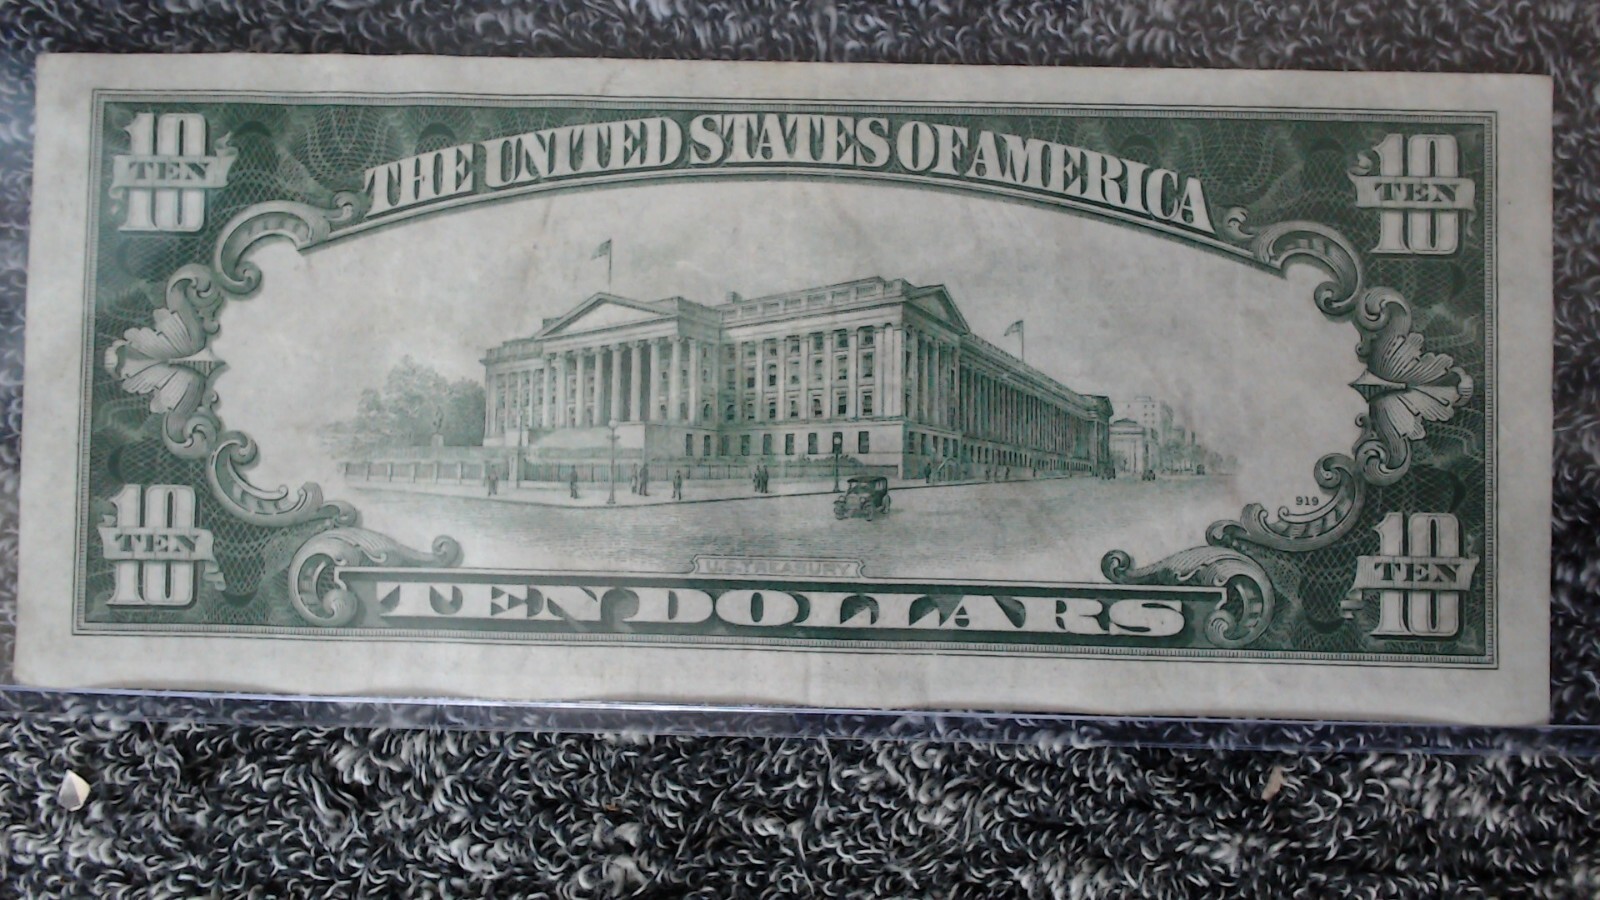 10
TEN
10
THE UNITED STATES OF AMERICA
10
TEN
10
919
10
TEN
10
U.S. TREASURY
TEN DOLLARS
10
TEN
10